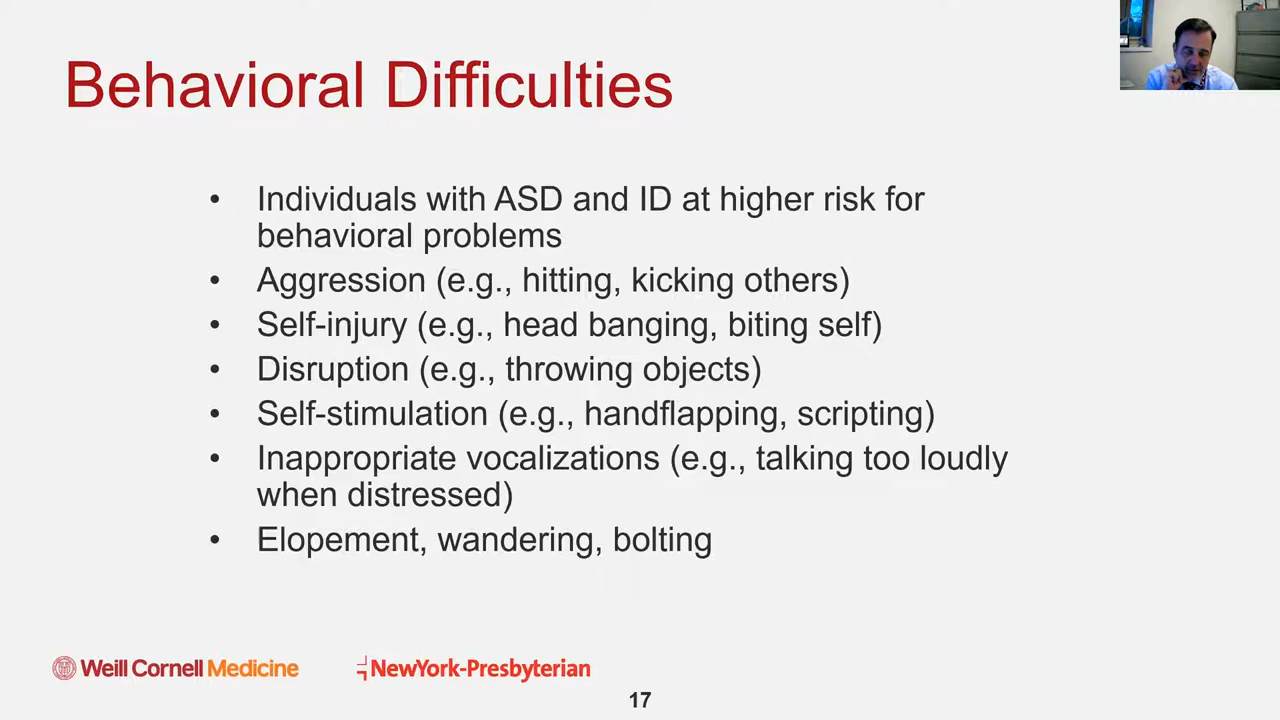 Behavioral Difficulties
• Individuals with ASD and ID at higher risk for
behavioral problems
• Aggression (e.g., hitting, kicking others)
• Self-injury (e.g., head banging, biting self)
• Disruption (e.g., throwing objects)
• Self-stimulation (e.g., handflapping, scripting)
• Inappropriate vocalizations (e.g., talking too loudly
when distressed)
• Elopement, wandering, bolting
Weill Cornell Medicine
NewYork-Presbyterian
17